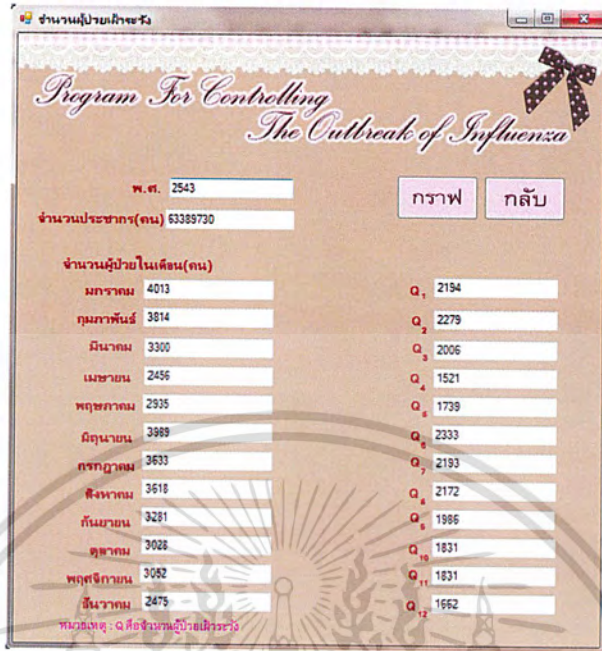 จำนวนผู้ป่วยเฝ้าระวัง
Program For Controlling
The Outbreak of Influenza
พ.ศ. 2543
จำนวนประชากร(คน) 63389730
กราฟ กลับ
จำนวนผู้ป่วยในเดือน(คน)
มกราคม 4013 Q1 2194
กุมภาพันธ์ 3814 Q2 2279
มีนาคม 3300 Q3 2006
เมษายน 2456 Q4 1521
พฤษภาคม 2935 Q5 1739
มิถุนายน 3989 Q6 2333
กรกฎาคม 3633 Q7 2193
สิงหาคม 3618 Q8 2172
กันยายน 3281 Q9 1986
ตุลาคม 3028 Q10 1831
พฤศจิกายน 3052 Q11 1831
ธันวาคม 2475 Q12 1662
หมายเหตุ : Q คือจำนวนผู้ป่วยเฝ้าระวัง